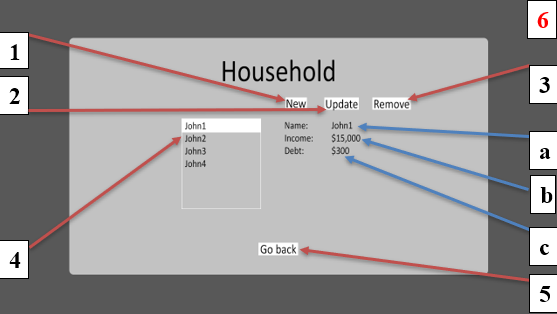 6
1
Household
2
3
New Update Remove
John1
John2
John3
John4
Name: John1
Income: $15,000
Debt: $300
a
b
c
4
Go back
5